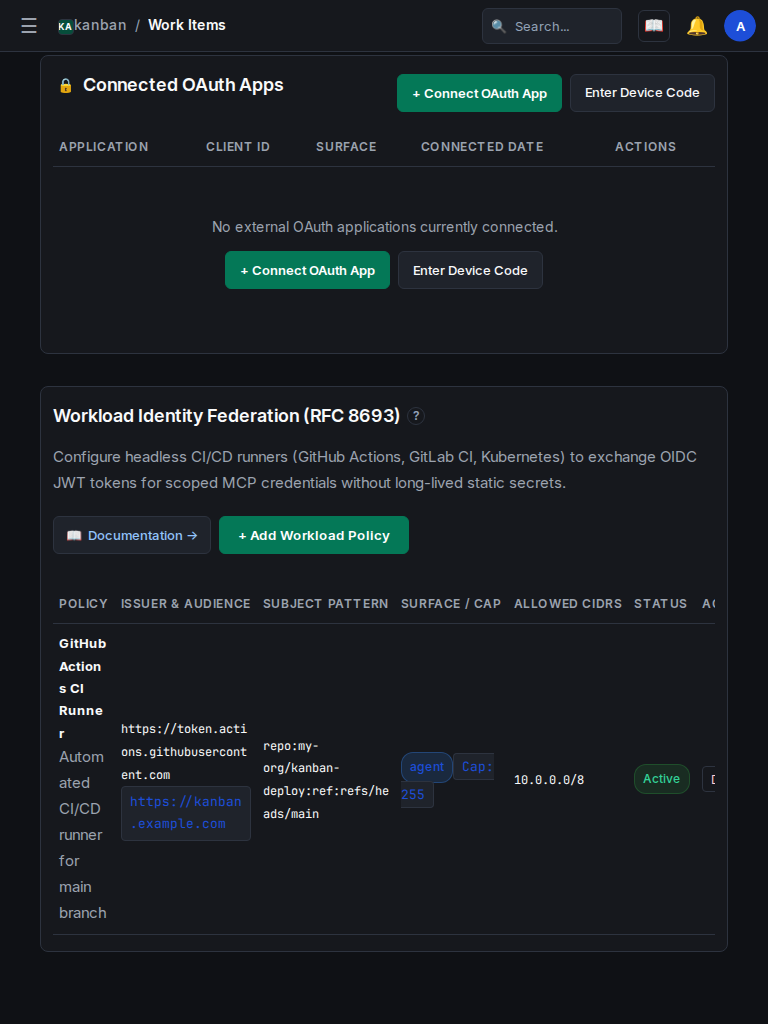 ☰ KA kanban / Work Items
🔍 Search... 📖 🔔 A
🔒 Connected OAuth Apps
+ Connect OAuth App
Enter Device Code
APPLICATION CLIENT ID SURFACE CONNECTED DATE ACTIONS
No external OAuth applications currently connected.
+ Connect OAuth App
Enter Device Code
Workload Identity Federation (RFC 8693) ?
Configure headless CI/CD runners (GitHub Actions, GitLab CI, Kubernetes) to exchange OIDC
JWT tokens for scoped MCP credentials without long-lived static secrets.
📖 Documentation →
+ Add Workload Policy
POLICY ISSUER & AUDIENCE SUBJECT PATTERN SURFACE / CAP ALLOWED CIDRS STATUS
GitHub
Action
s CI
Runne
r
Autom
ated
CI/CD
runner
for
main
branch
https://token.acti
ons.githubusercont
ent.com
https://kanban
.example.com
repo:my-
org/kanban-
deploy:ref:refs/he
ads/main
agent
Cap:
255
10.0.0.0/8
Active